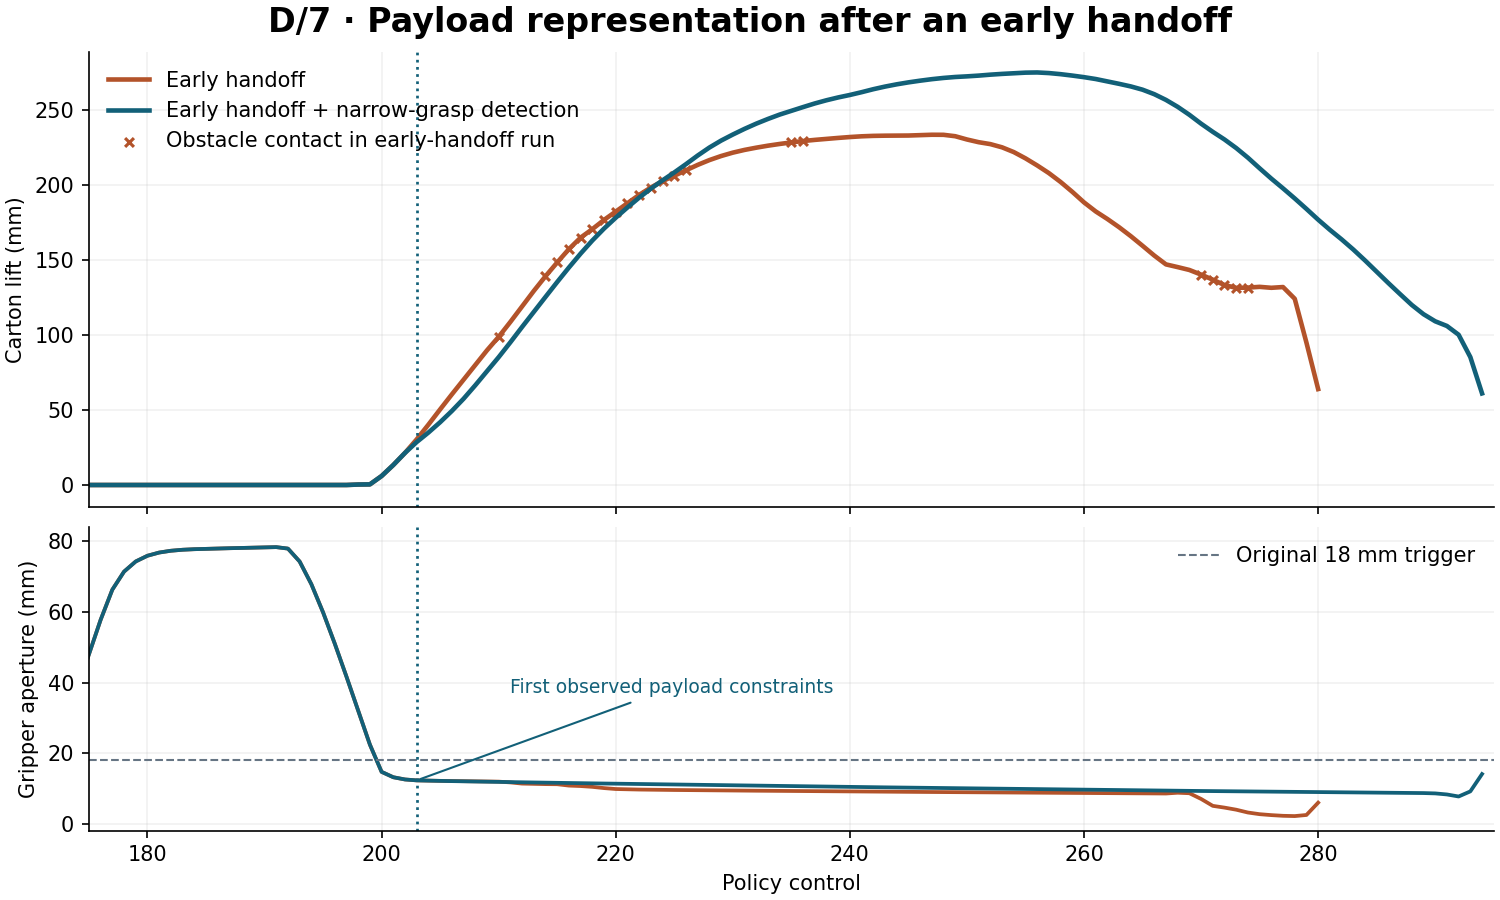 D/7 · Payload representation after an early handoff
Early handoff
Early handoff + narrow-grasp detection
Obstacle contact in early-handoff run
Carton lift (mm)
250
200
150
100
50
0
Original 18 mm trigger
First observed payload constraints
Gripper aperture (mm)
80
60
40
20
0
180 200 220 240 260 280
Policy control